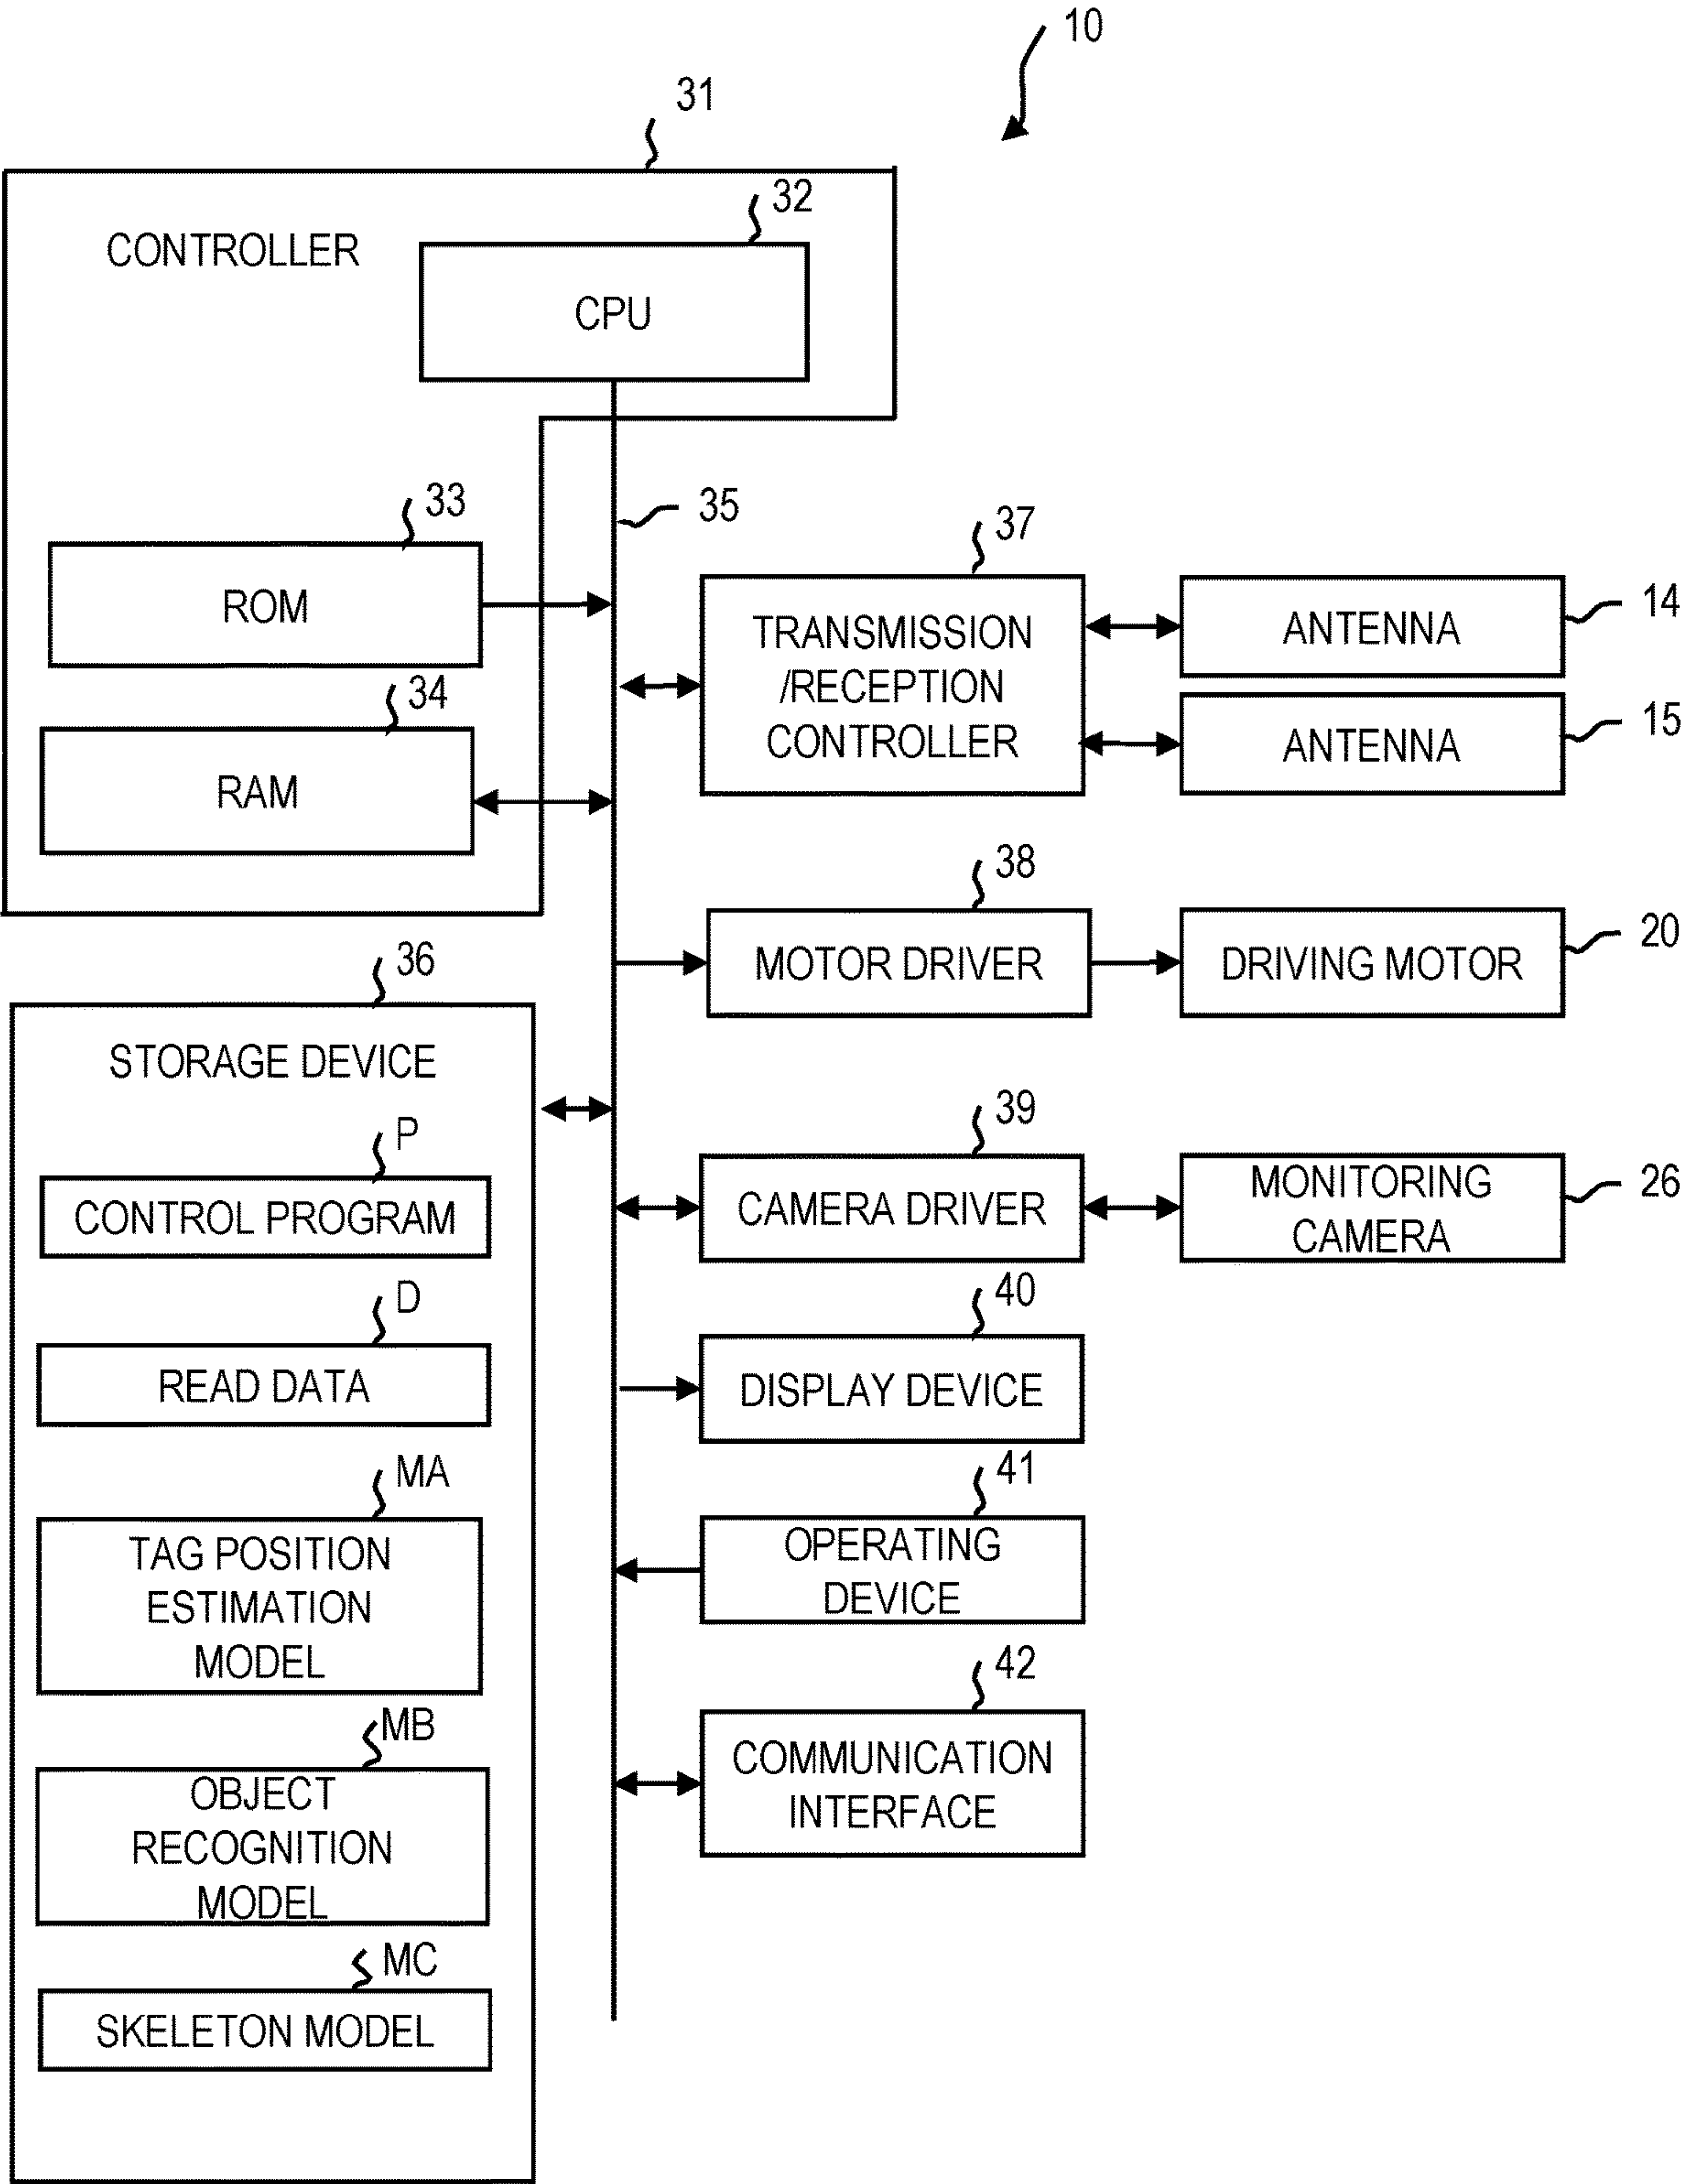 10
31
CONTROLLER
32
CPU
33
ROM
34
RAM
35
37
TRANSMISSION
/RECEPTION
CONTROLLER
ANTENNA
14
ANTENNA
15
38
MOTOR DRIVER
DRIVING MOTOR
20
36
STORAGE DEVICE
P
CONTROL PROGRAM
D
READ DATA
MA
TAG POSITION
ESTIMATION
MODEL
MB
OBJECT
RECOGNITION
MODEL
MC
SKELETON MODEL
39
CAMERA DRIVER
MONITORING
CAMERA
26
40
DISPLAY DEVICE
41
OPERATING
DEVICE
42
COMMUNICATION
INTERFACE